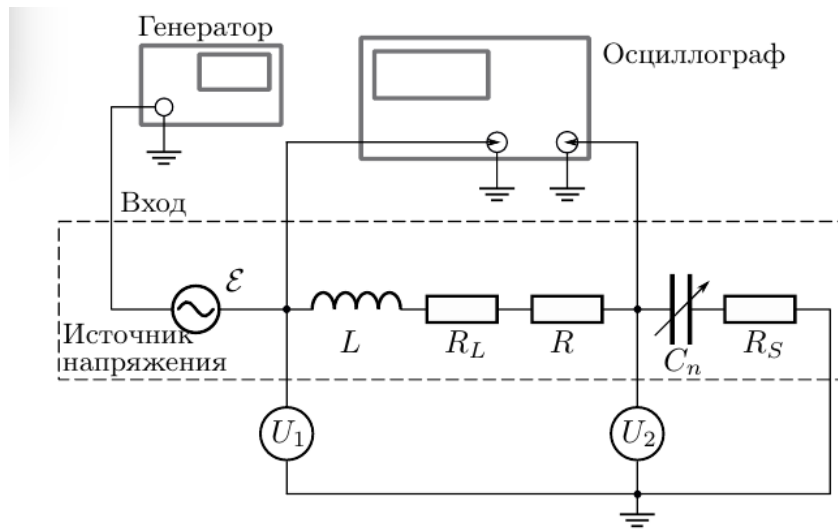 Генератор
Осциллограф
Вход
ℰ
Источник
напряжения
L
R_L
R
C_n
R_S
U_1
U_2